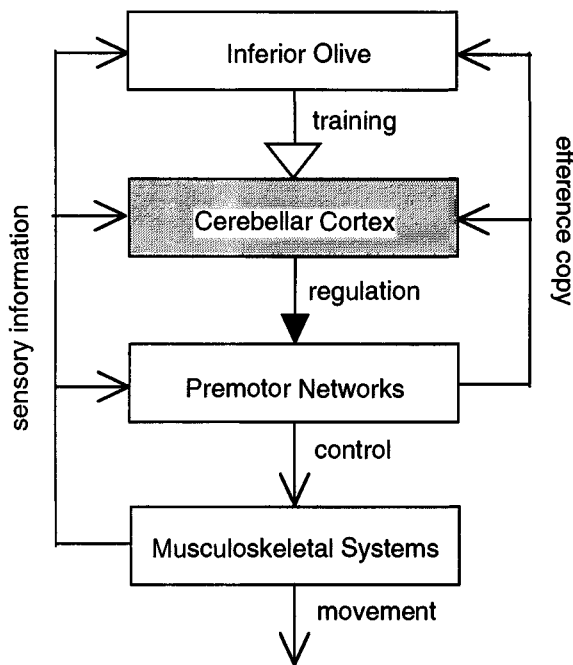 Inferior Olive
training
Cerebellar Cortex
regulation
Premotor Networks
control
Musculoskeletal Systems
movement
sensory information
efference copy